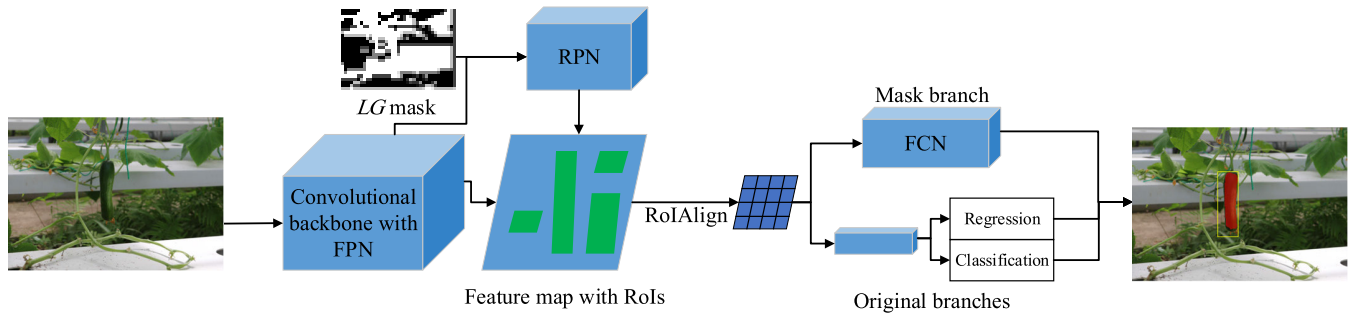 RPN
LG mask
Mask branch
FCN
Convolutional
backbone with
FPN
RoIAlign
Regression
Classification
Feature map with RoIs
Original branches